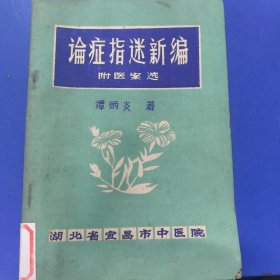 论症指迷新编
附医案选
谭炳炎 著
湖北省宜昌市中医院